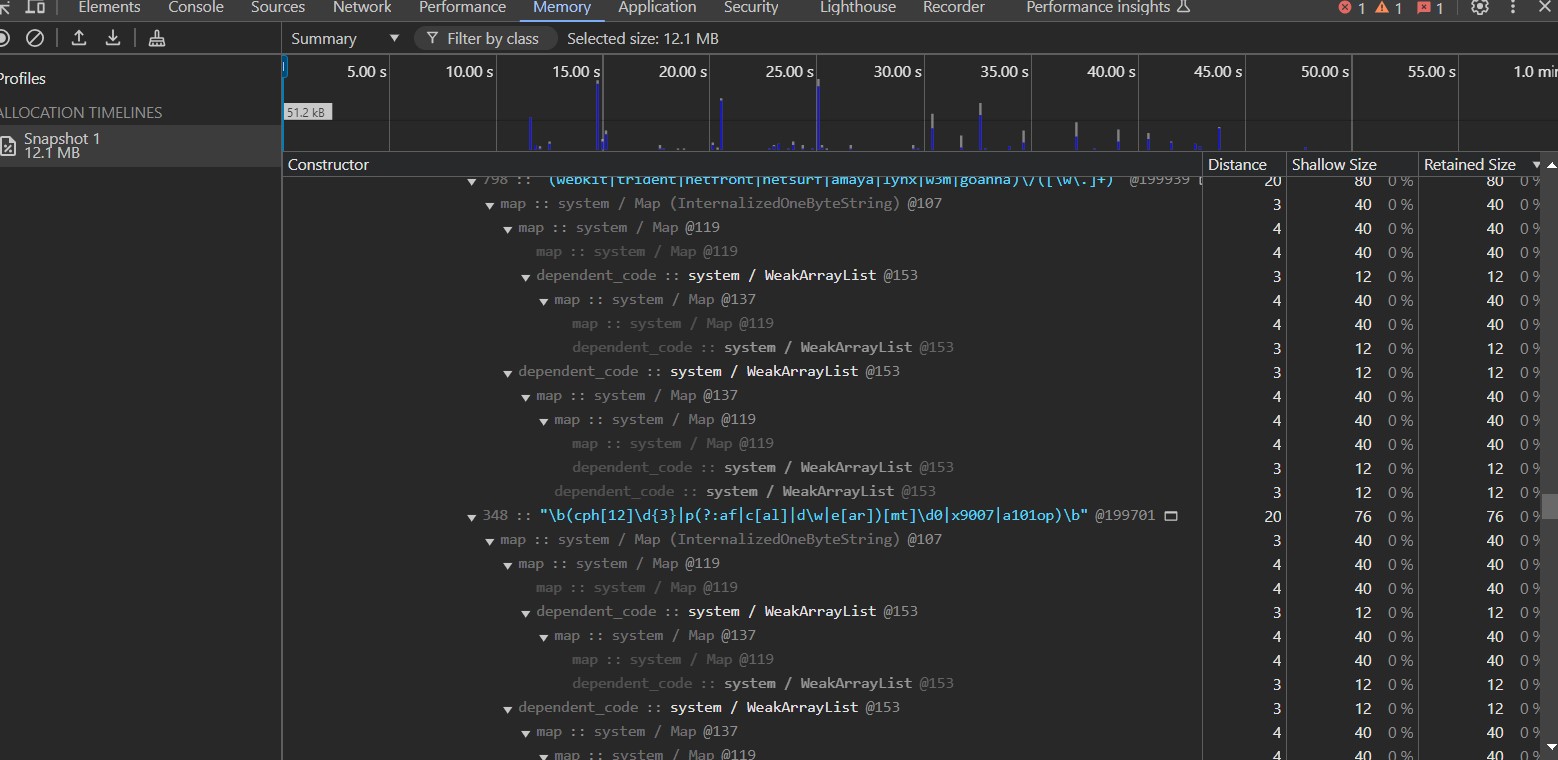 Elements Console Sources Network Performance Memory Application Security Lighthouse Recorder Performance insights 1 1 1
Summary Filter by class Selected size: 12.1 MB
Profiles
ALLOCATION TIMELINES
Snapshot 1
12.1 MB
5.00 s 10.00 s 15.00 s 20.00 s 25.00 s 30.00 s 35.00 s 40.00 s 45.00 s 50.00 s 55.00 s 1.0 min
51.2 kB
Constructor Distance Shallow Size Retained Size
798 :: "(webkit|trident|netfront|netsurf|amaya|lynx|w3m|goanna)\/([\w\.]+) @199939 20 80 0 % 80 0 %
map :: system / Map (InternalizedOneByteString) @107 3 40 0 % 40 0 %
map :: system / Map @119 4 40 0 % 40 0 %
map :: system / Map @119 4 40 0 % 40 0 %
dependent_code :: system / WeakArrayList @153 3 12 0 % 12 0 %
map :: system / Map @137 4 40 0 % 40 0 %
map :: system / Map @119 4 40 0 % 40 0 %
dependent_code :: system / WeakArrayList @153 3 12 0 % 12 0 %
dependent_code :: system / WeakArrayList @153 3 12 0 % 12 0 %
map :: system / Map @137 4 40 0 % 40 0 %
map :: system / Map @119 4 40 0 % 40 0 %
map :: system / Map @119 4 40 0 % 40 0 %
dependent_code :: system / WeakArrayList @153 3 12 0 % 12 0 %
dependent_code :: system / WeakArrayList @153 3 12 0 % 12 0 %
348 :: "\b(cph[12]\d{3}|p(?:af|c[al]|d\w|e[ar])[mt]\d0|x9007|a101op)\b" @199701 20 76 0 % 76 0 %
map :: system / Map (InternalizedOneByteString) @107 3 40 0 % 40 0 %
map :: system / Map @119 4 40 0 % 40 0 %
map :: system / Map @119 4 40 0 % 40 0 %
dependent_code :: system / WeakArrayList @153 3 12 0 % 12 0 %
map :: system / Map @137 4 40 0 % 40 0 %
map :: system / Map @119 4 40 0 % 40 0 %
dependent_code :: system / WeakArrayList @153 3 12 0 % 12 0 %
dependent_code :: system / WeakArrayList @153 3 12 0 % 12 0 %
map :: system / Map @137 4 40 0 % 40 0 %
map :: system / Map @119 4 40 0 % 40 0 %